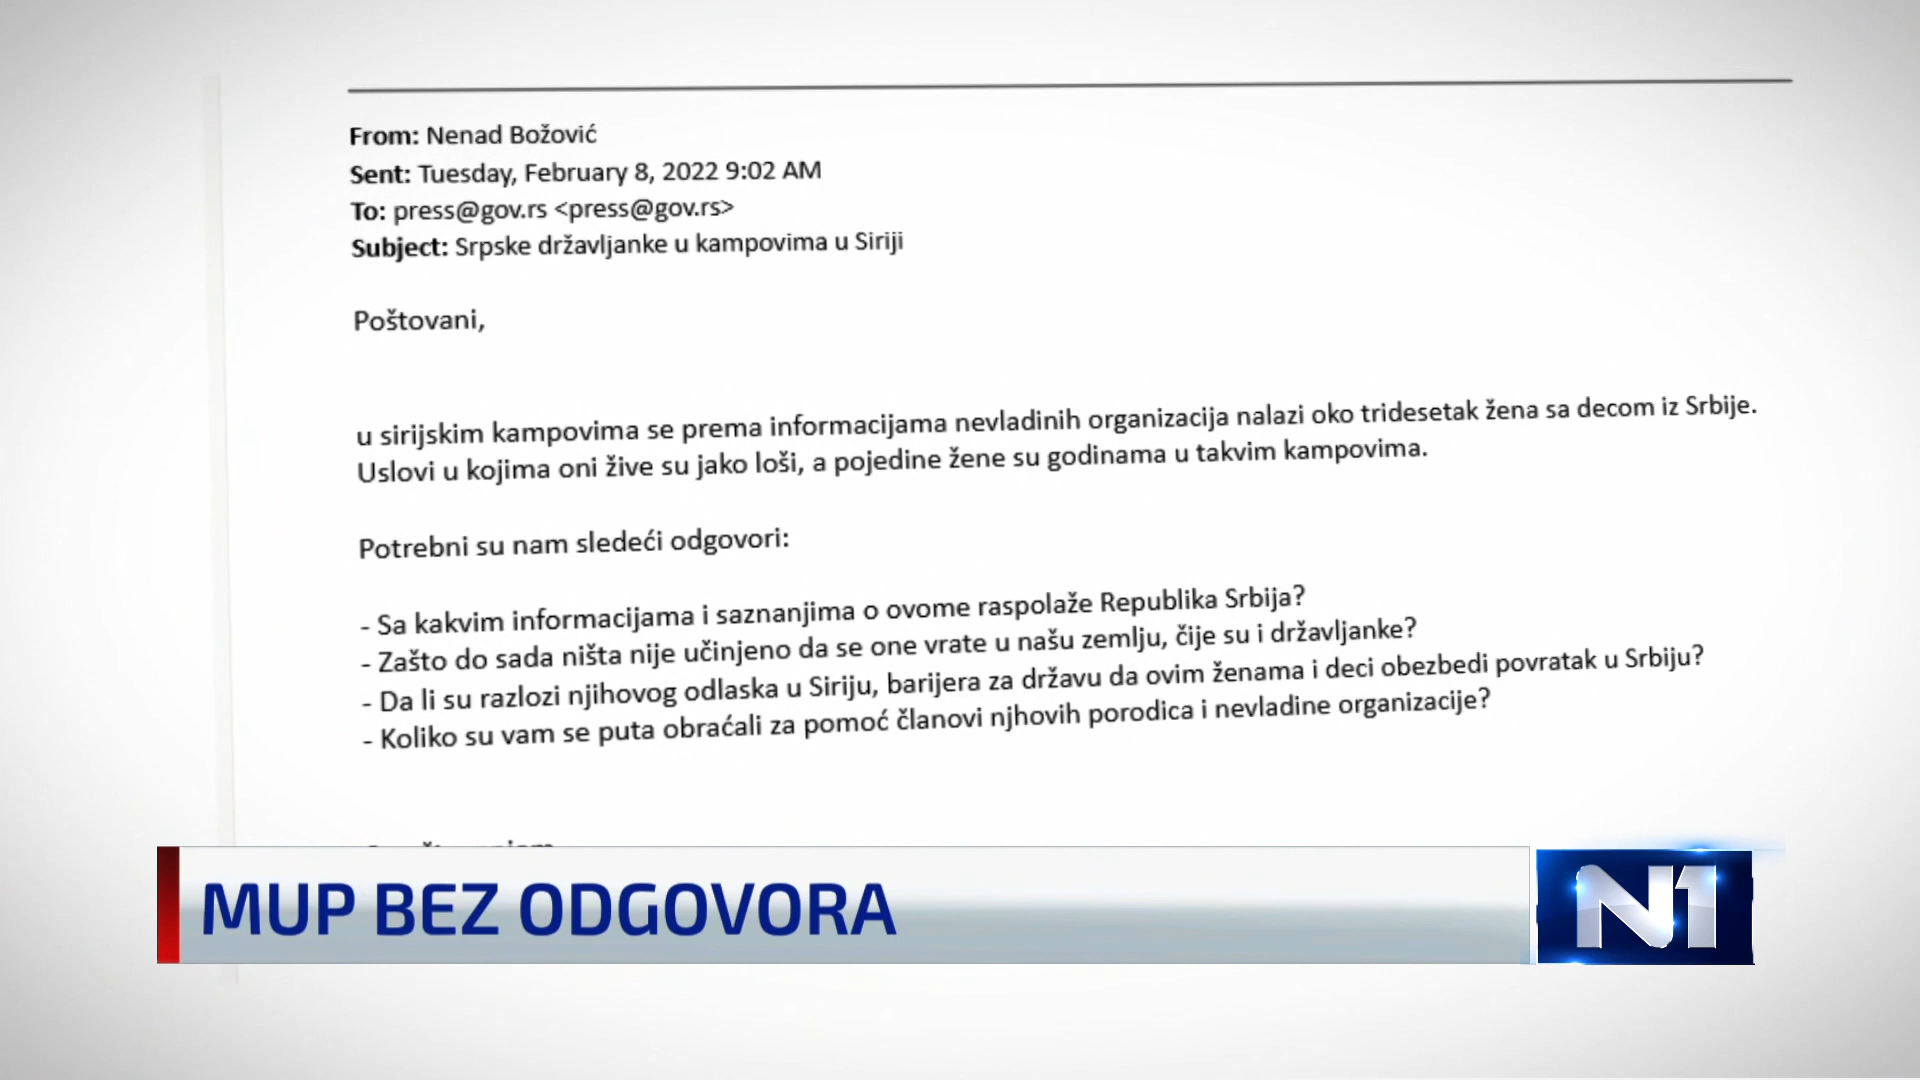 From: Nenad Božović
Sent: Tuesday, February 8, 2022 9:02 AM
To: press@gov.rs <press@gov.rs>
Subject: Srpske državljanke u kampovima u Siriji
Poštovani,
u sirijskim kampovima se prema informacijama nevladinih organizacija nalazi oko tridesetak žena sa decom iz Srbije.
Uslovi u kojima oni žive su jako loši, a pojedine žene su godinama u takvim kampovima.
Potrebni su nam sledeći odgovori:
- Sa kakvim informacijama i saznanjima o ovome raspolaže Republika Srbija?
- Zašto do sada ništa nije učinjeno da se one vrate u našu zemlju, čije su i državljanke?
- Da li su razlozi njihovog odlaska u Siriju, barijera za državu da ovim ženama i deci obezbedi povratak u Srbiju?
- Koliko su vam se puta obraćali za pomoć članovi njhovih porodica i nevladine organizacije?
MUP BEZ ODGOVORA
N1